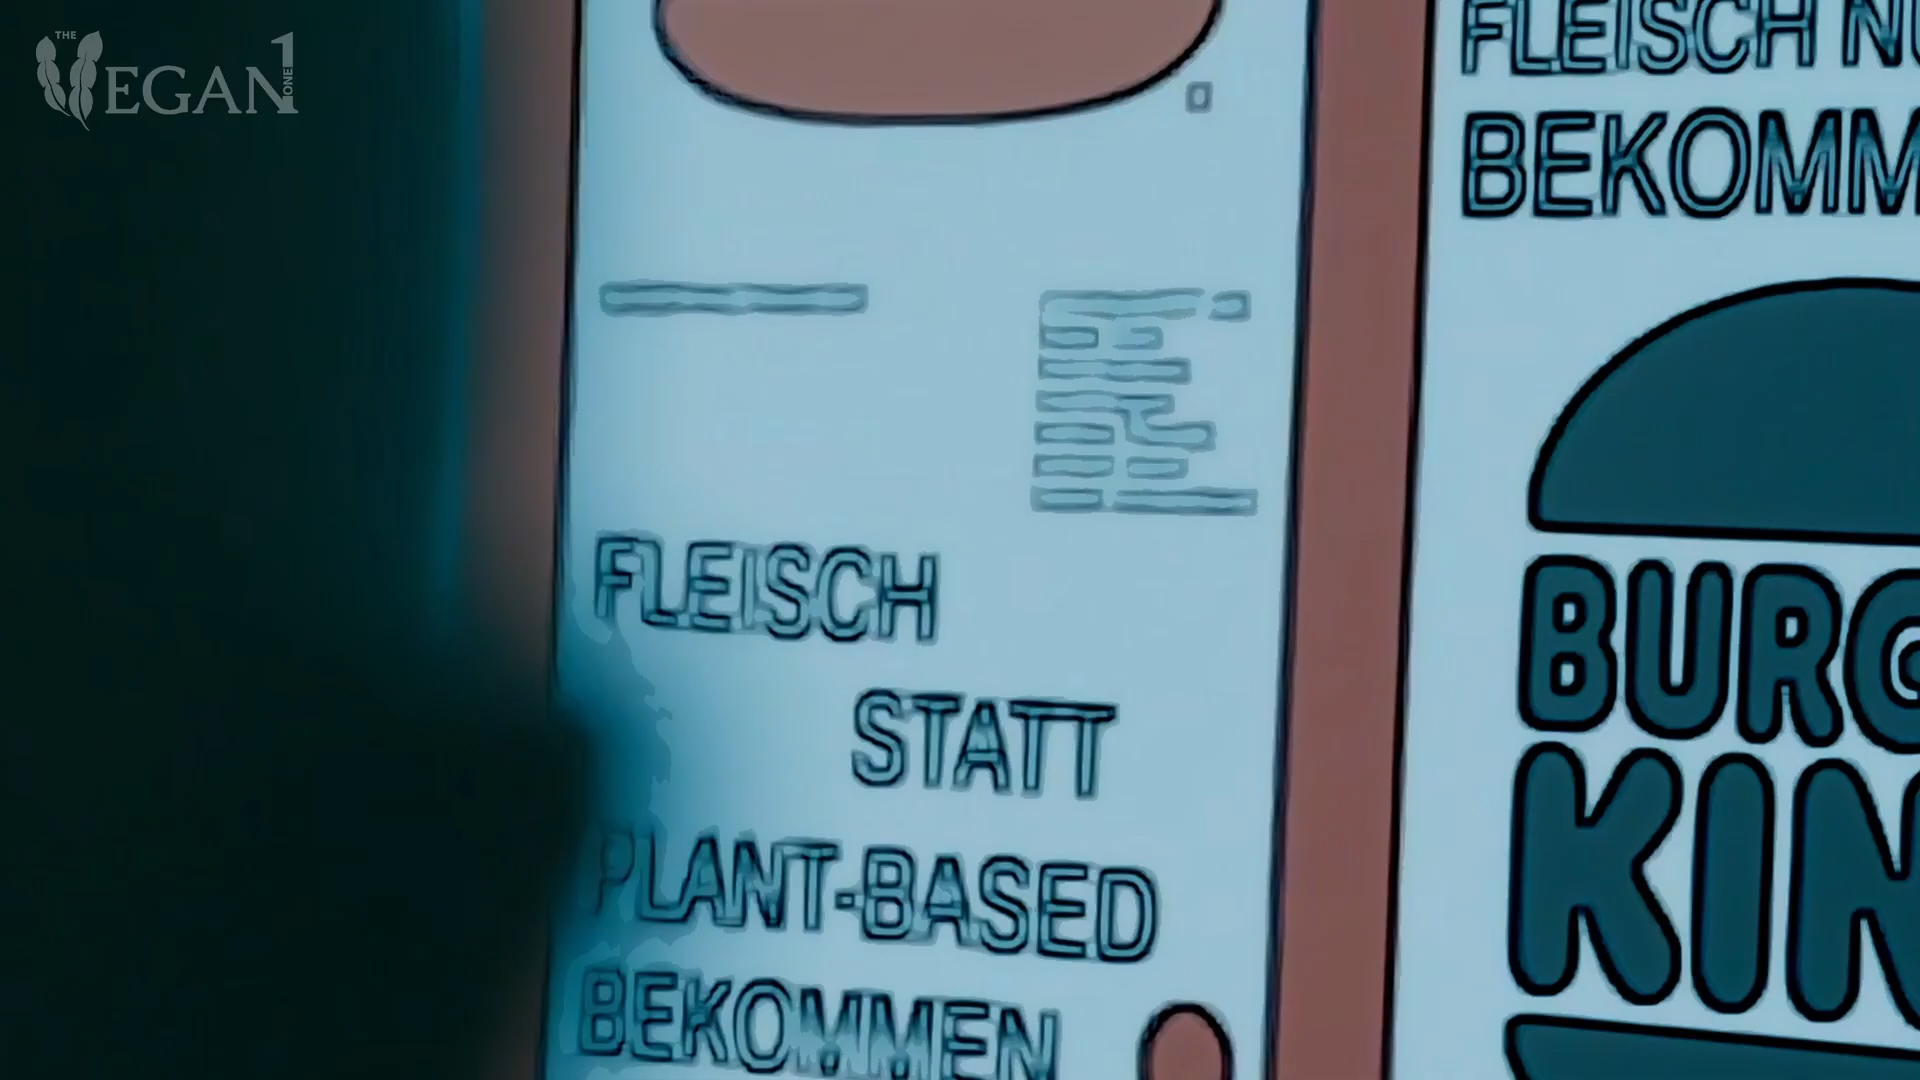 THE VEGAN 1 ONE
FLEISCH
STATT
PLANT-BASED
BEKOMMEN
FLEISCH
BEKOMM
BURG
KIN